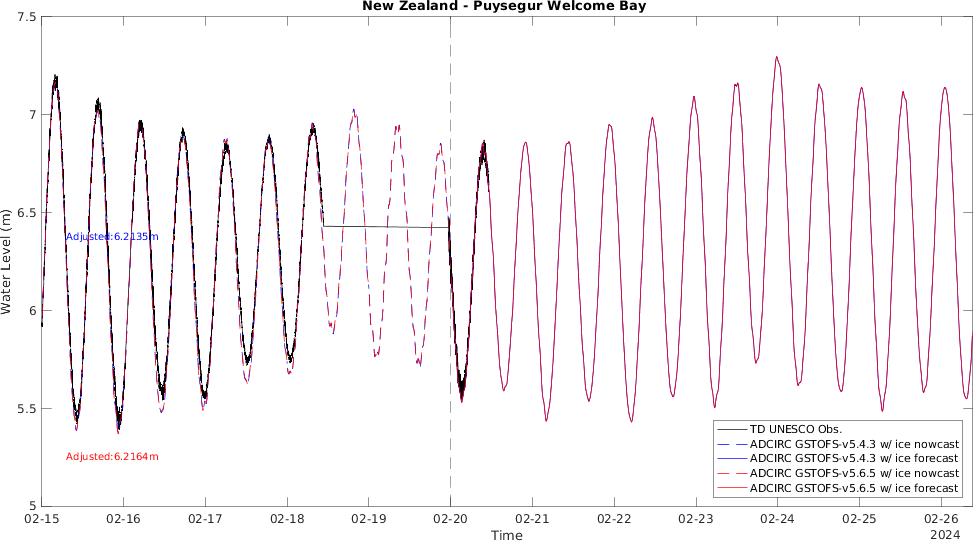 New Zealand - Puysegur Welcome Bay
Water Level (m)
7.5
7
6.5
6
5.5
5
Adjusted:6.2135m
Adjusted:6.2164m
TD UNESCO Obs.
ADCIRC GSTOFS-v5.4.3 w/ ice nowcast
ADCIRC GSTOFS-v5.4.3 w/ ice forecast
ADCIRC GSTOFS-v5.6.5 w/ ice nowcast
ADCIRC GSTOFS-v5.6.5 w/ ice forecast
02-15 02-16 02-17 02-18 02-19 02-20 02-21 02-22 02-23 02-24 02-25 02-26
Time
2024